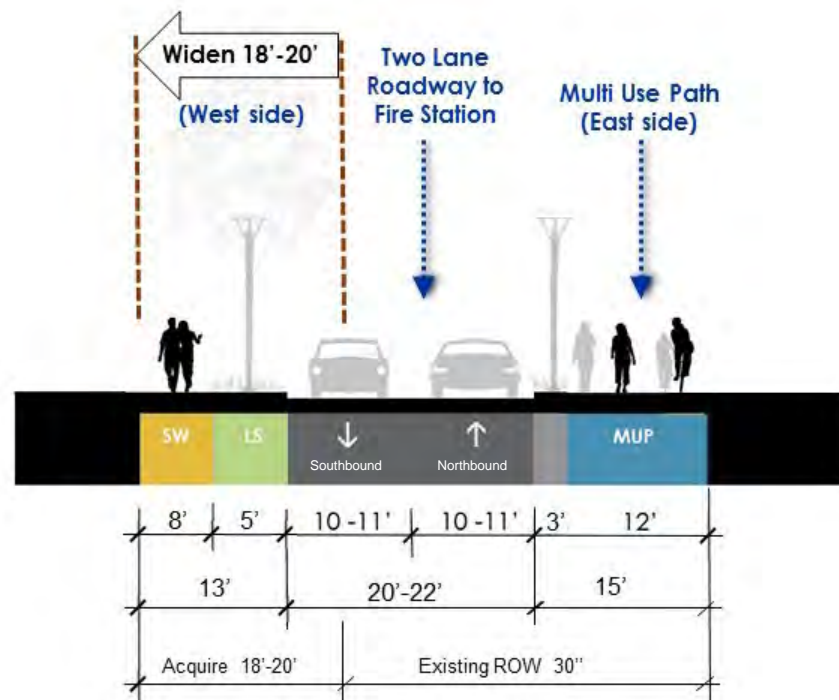 Widen 18'-20'
(West side)
Two Lane
Roadway to
Fire Station
Multi Use Path
(East side)
SW
LS
↓
Southbound
↑
Northbound
MUP
8'
5'
10 -11'
10 -11'
3'
12'
13'
20'-22'
15'
Acquire 18'-20'
Existing ROW 30''